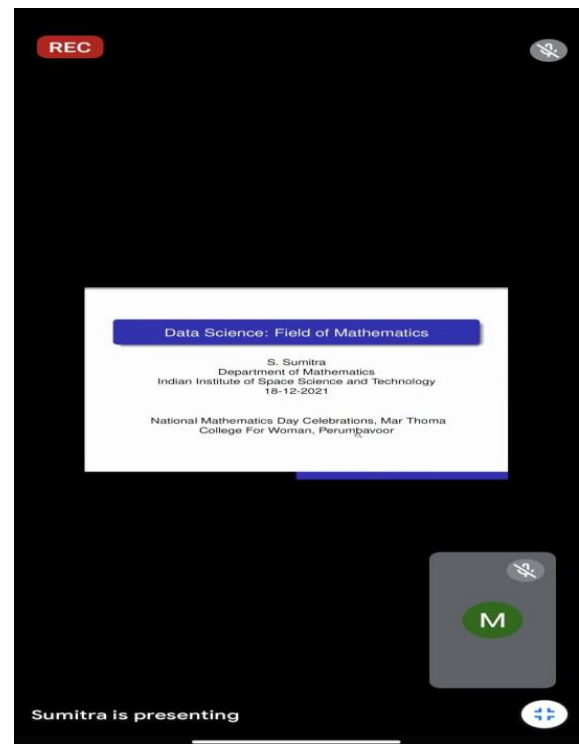 REC
Data Science: Field of Mathematics
S. Sumitra
Department of Mathematics
Indian Institute of Space Science and Technology
18-12-2021
National Mathematics Day Celebrations, Mar Thoma
College For Woman, Perumbavoor
M
Sumitra is presenting